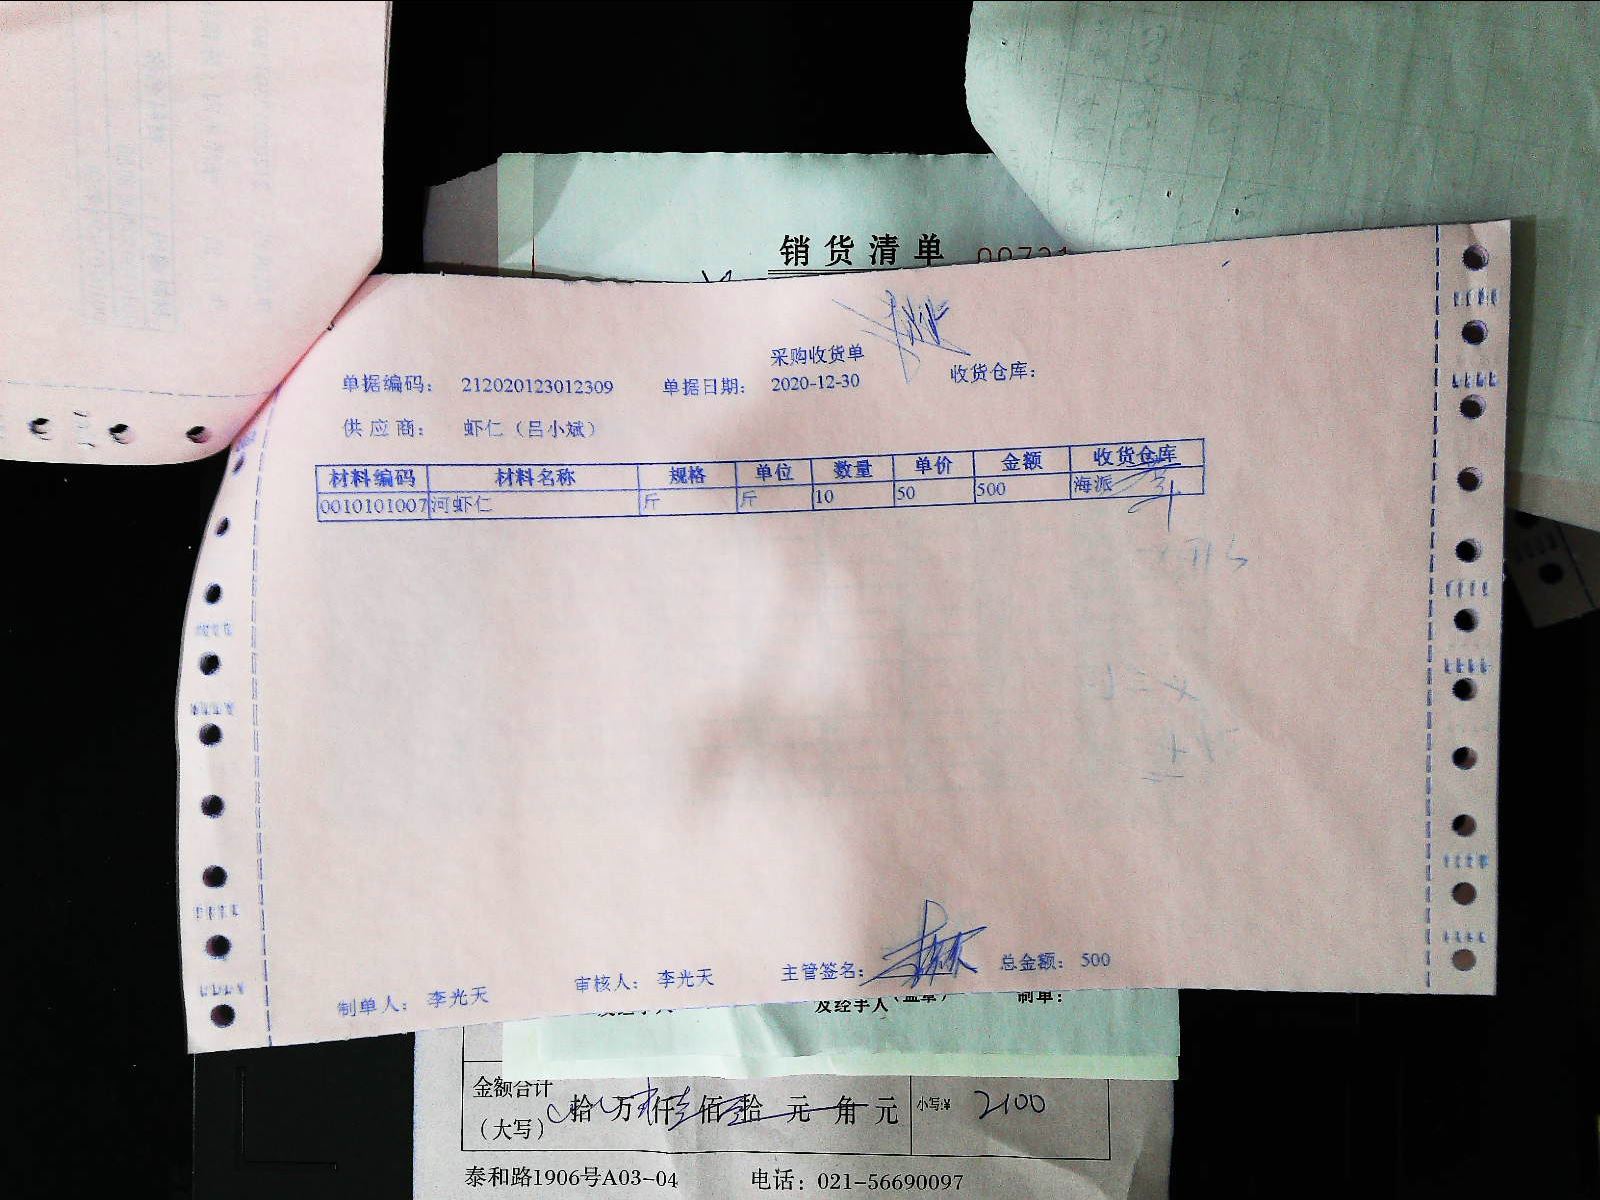 销货清单
采购收货单
单据编码： 212020123012309 单据日期： 2020-12-30 收货仓库：
供应商： 虾仁（吕小斌）
材料编码 材料名称 规格 单位 数量 单价 金额 收货仓库
0010101007 河虾仁 斤 斤 10 50 500 海派
制单人： 李光天 审核人： 李光天 主管签名： 总金额： 500
及经手人（盖章） 制单：
金额合计
（大写） 拾 万 仟 佰 拾 元 角 元 小写:¥ 2100
泰和路1906号A03-04 电话：021-56690097